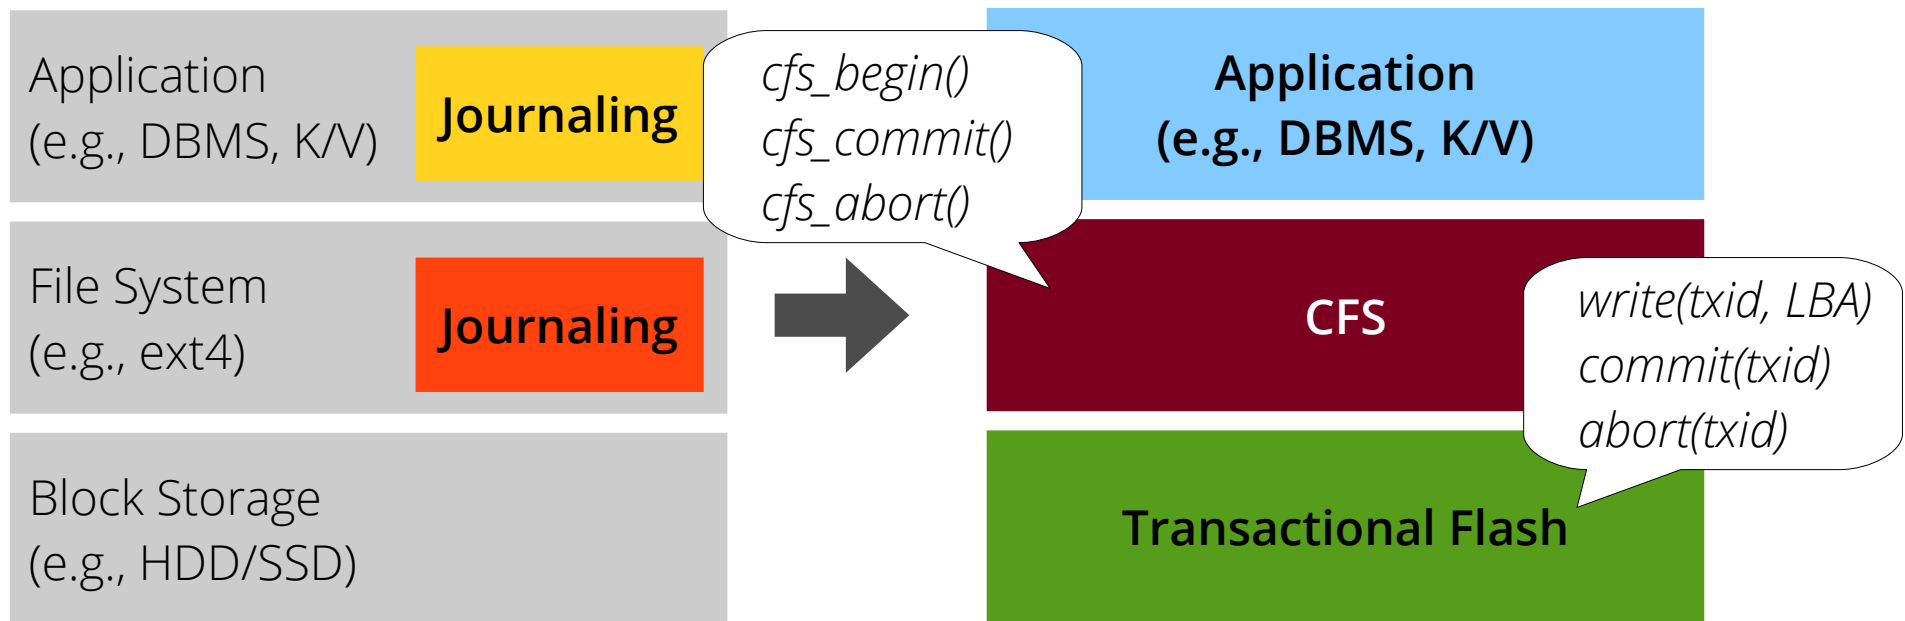 Application
(e.g., DBMS, K/V)
Journaling
File System
(e.g., ext4)
Journaling
Block Storage
(e.g., HDD/SSD)
cfs_begin()
cfs_commit()
cfs_abort()
Application
(e.g., DBMS, K/V)
CFS
write(txid, LBA)
commit(txid)
abort(txid)
Transactional Flash